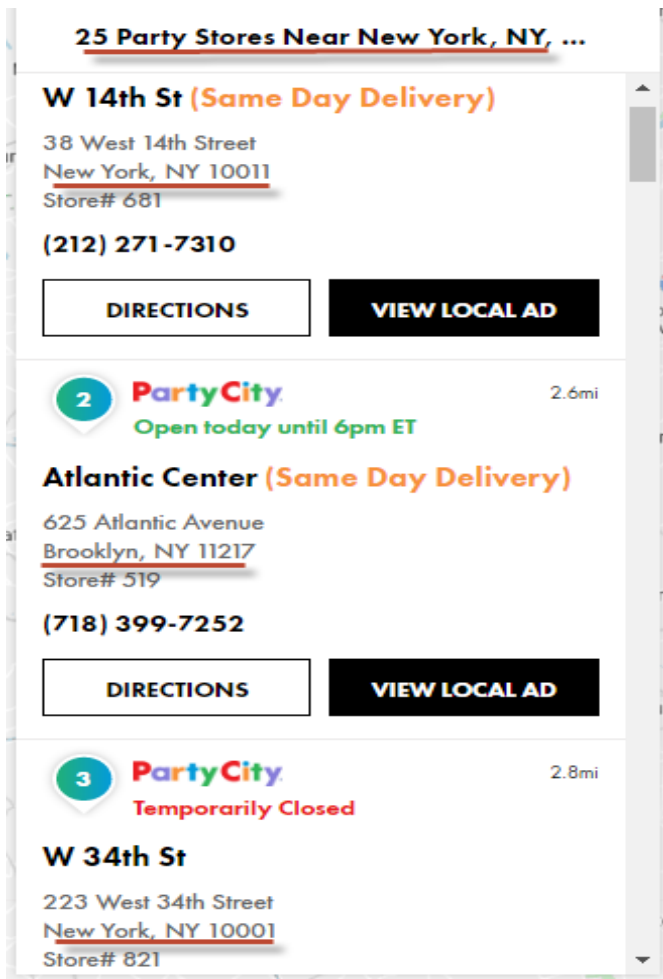 25 Party Stores Near New York, NY, ...
W 14th St (Same Day Delivery)
38 West 14th Street
New York, NY 10011
Store# 681
(212) 271-7310
DIRECTIONS VIEW LOCAL AD
2 PartyCity 2.6mi
Open today until 6pm ET
Atlantic Center (Same Day Delivery)
625 Atlantic Avenue
Brooklyn, NY 11217
Store# 519
(718) 399-7252
DIRECTIONS VIEW LOCAL AD
3 PartyCity 2.8mi
Temporarily Closed
W 34th St
223 West 34th Street
New York, NY 10001
Store# 821